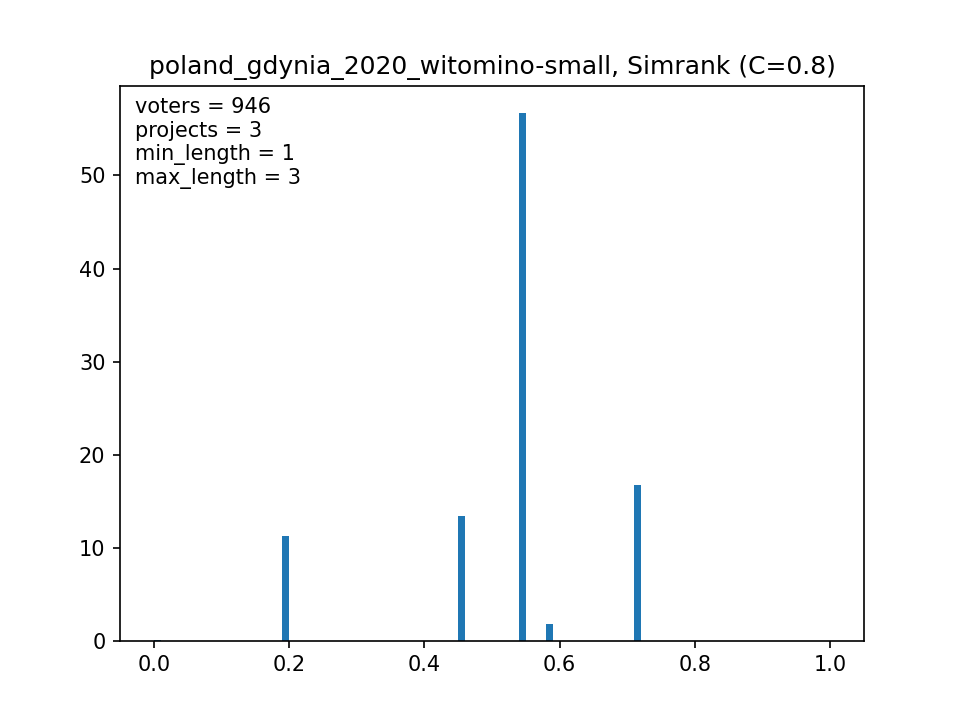 poland_gdynia_2020_witomino-small, Simrank (C=0.8)
voters = 946
projects = 3
min_length = 1
max_length = 3
50
40
30
20
10
0
0.0 0.2 0.4 0.6 0.8 1.0